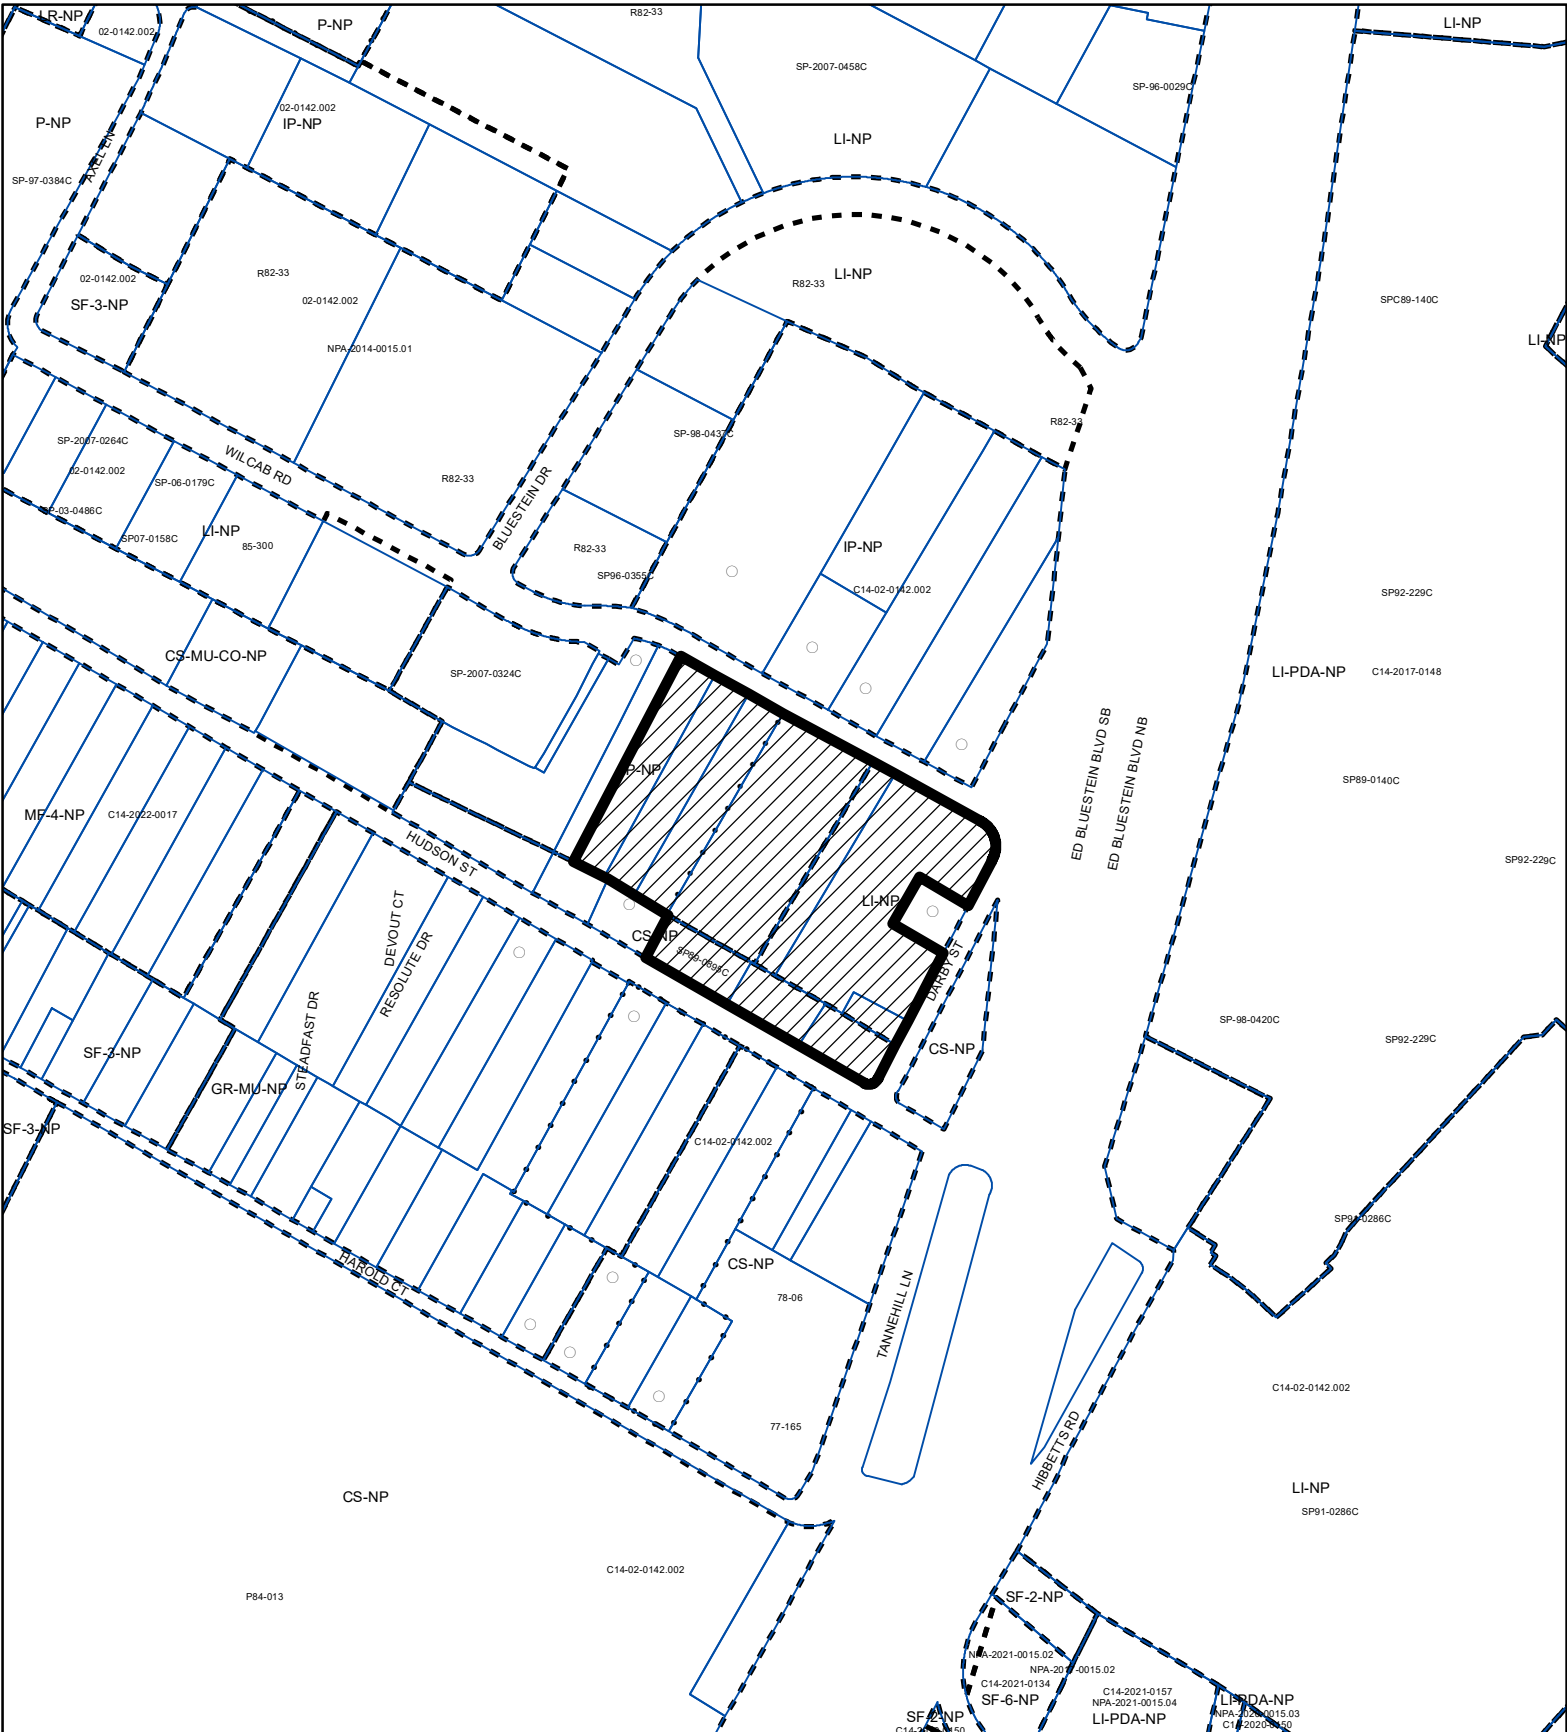 LR-NP
02-0142.002
P-NP
R82-33
LI-NP
SP-2007-0458C
SP-96-0029C
02-0142.002
IP-NP
P-NP
LI-NP
AXEL LN
SP-97-0384C
R82-33
02-0142.002
SF-3-NP
02-0142.002
LI-NP
R82-33
SPC89-140C
LI-NP
NPA-2014-0015.01
R82-33
SP-98-0437C
SP-2007-0264C
02-0142.002
WILCAB RD
SP-06-0179C
R82-33
BLUESTEIN DR
SP-03-0486C
LI-NP
SP07-0158C
85-300
R82-33
SP96-0355C
IP-NP
C14-02-0142.002
SP92-229C
CS-MU-CO-NP
SP-2007-0324C
LI-PDA-NP
C14-2017-0148
ED BLUESTEIN BLVD SB
ED BLUESTEIN BLVD NB
P-NP
SP89-0140C
MF-4-NP
C14-2022-0017
HUDSON ST
SP92-229C
LI-NP
DEVOUT CT
RESOLUTE DR
CS-NP
DARBY ST
STEADFAST DR
SP-98-0420C
SP92-229C
CS-NP
SF-3-NP
GR-MU-NP
SF-3-NP
C14-02-0142.002
SP91-0286C
HAROLD CT
CS-NP
78-06
TANNEHILL LN
C14-02-0142.002
77-165
HIBBETTS RD
CS-NP
LI-NP
SP91-0286C
C14-02-0142.002
P84-013
SF-2-NP
NPA-2021-0015.02
C14-2021-0134
SF-6-NP
C14-2021-0157
NPA-2021-0015.04
LI-PDA-NP
LI-PDA-NP
NPA-2020-0015.03
C14-2020-0150
SF-2-NP